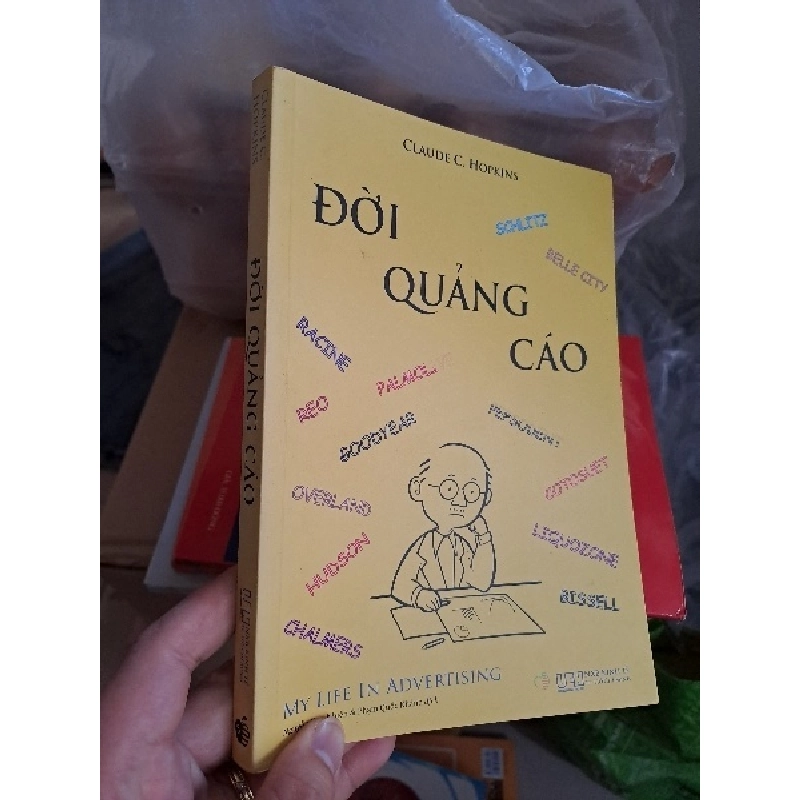 CLAUDE C. HOPKINS
ĐỜI
QUẢNG
CÁO
SCHLITZ
BELLE CITY
RACINE
REO
GOODYEAR
PEPSODENT
OVERLAND
COTOSUET
HUDSON
LIQUOZONE
CHALMERS
BISSELL
MY LIFE IN ADVERTISING
ĐỜI QUẢNG CÁO